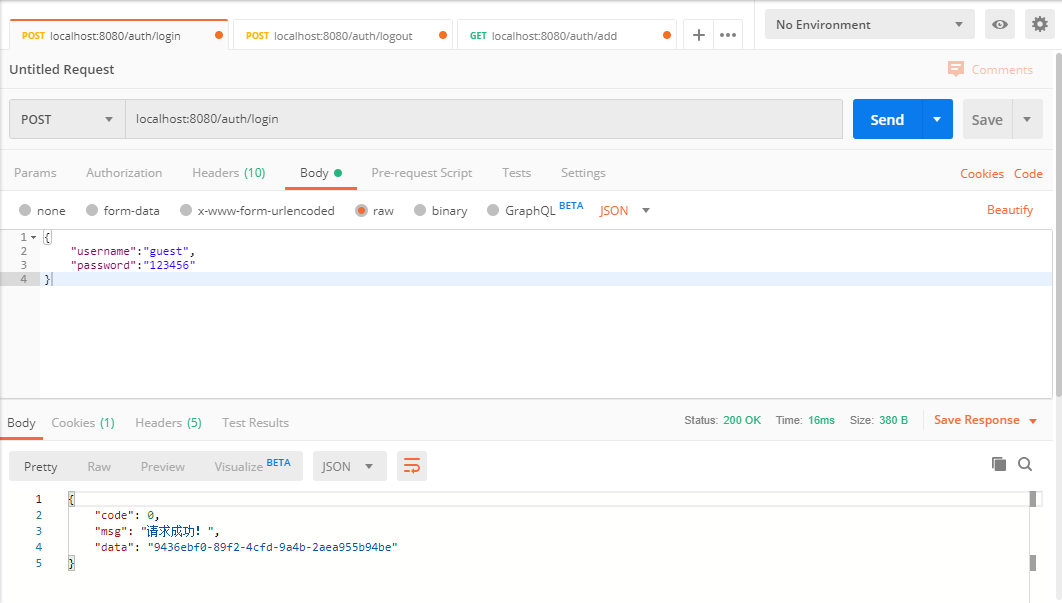 POST localhost:8080/auth/login POST localhost:8080/auth/logout GET localhost:8080/auth/add No Environment
Untitled Request Comments
POST localhost:8080/auth/login Send Save
Params Authorization Headers (10) Body Pre-request Script Tests Settings Cookies Code
none form-data x-www-form-urlencoded raw binary GraphQL BETA JSON Beautify
1 {
2 "username":"guest",
3 "password":"123456"
4 }
Body Cookies (1) Headers (5) Test Results Status: 200 OK Time: 16ms Size: 380 B Save Response
Pretty Raw Preview Visualize BETA JSON
1 {
2 "code": 0,
3 "msg": "请求成功！",
4 "data": "9436ebf0-89f2-4cfd-9a4b-2aea955b94be"
5 }